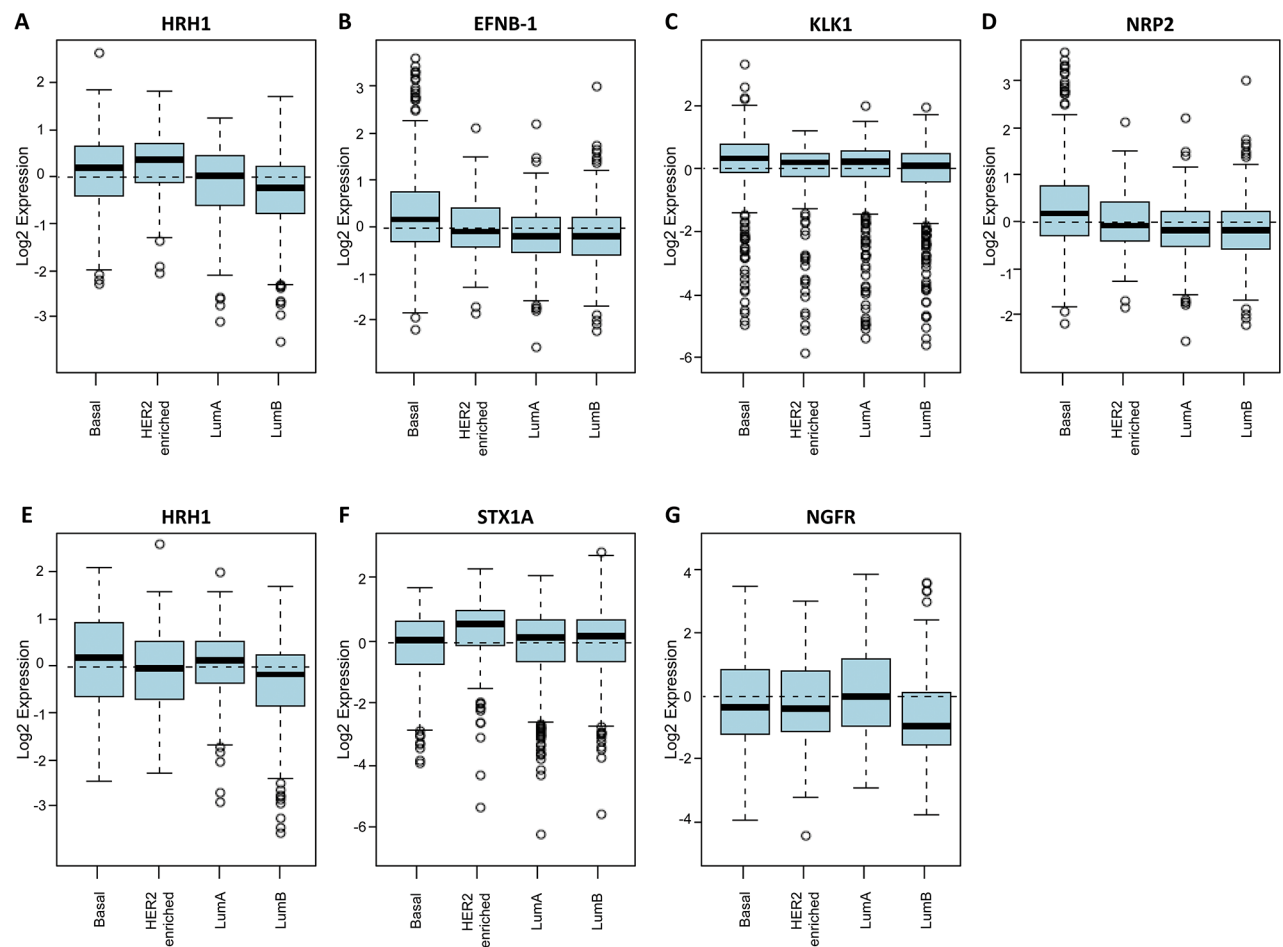 A HRH1
B EFNB-1
C KLK1
D NRP2
Log2 Expression
2
1
0
-1
-2
-3
Basal
HER2
enriched
LumA
LumB
Log2 Expression
3
2
1
0
-1
-2
Basal
HER2
enriched
LumA
LumB
Log2 Expression
2
0
-2
-4
-6
Basal
HER2
enriched
LumA
LumB
Log2 Expression
3
2
1
0
-1
-2
Basal
HER2
enriched
LumA
LumB
E HRH1
F STX1A
G NGFR
Log2 Expression
2
1
0
-1
-2
-3
Basal
HER2
enriched
LumA
LumB
Log2 Expression
2
0
-2
-4
-6
Basal
HER2
enriched
LumA
LumB
Log2 Expression
4
2
0
-2
-4
Basal
HER2
enriched
LumA
LumB